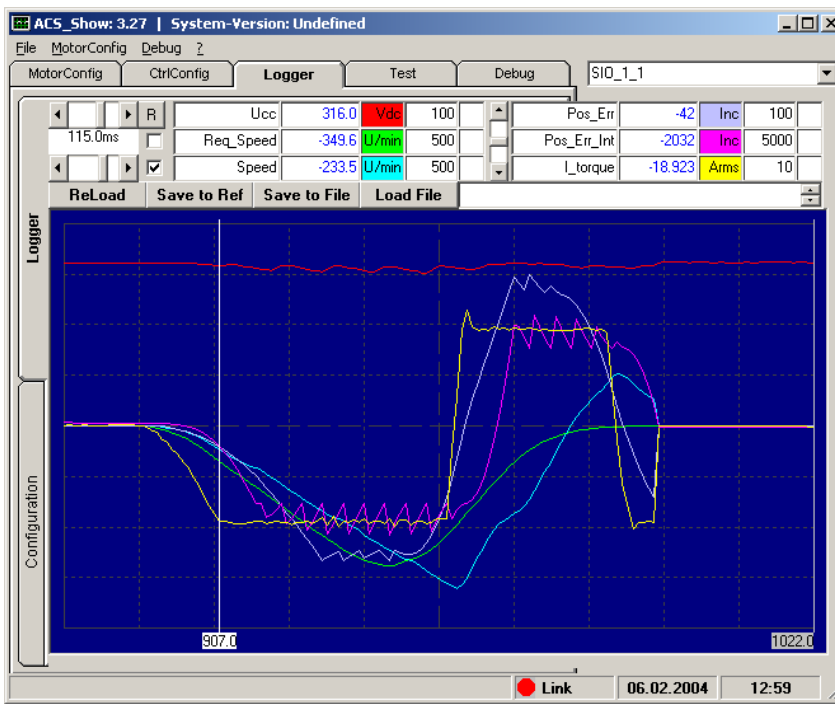 ACS_Show: 3.27 | System-Version: Undefined
File MotorConfig Debug ?
MotorConfig CtrlConfig Logger Test Debug SIO_1_1
R Ucc 316.0 Vdc 100 Pos_Err -42 Inc 100
115.0ms Req_Speed -349.6 U/min 500 Pos_Err_Int -2032 Inc 5000
Speed -233.5 U/min 500 I_torque -18.923 Arms 10
ReLoad Save to Ref Save to File Load File
Logger
Configuration
907.0 1022.0
Link 06.02.2004 12:59